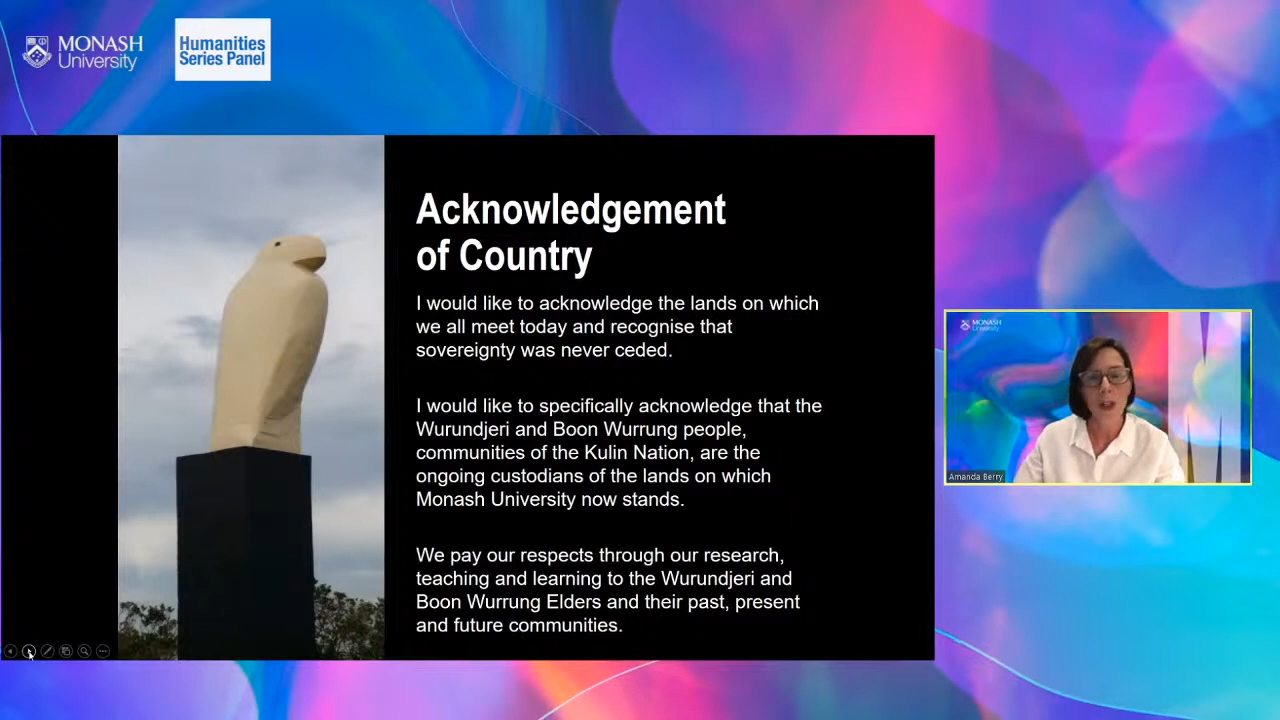 MONASH
University
Humanities
Series Panel
Acknowledgement
of Country
I would like to acknowledge the lands on which
we all meet today and recognise that
sovereignty was never ceded.
I would like to specifically acknowledge that the
Wurundjeri and Boon Wurrung people,
communities of the Kulin Nation, are the
ongoing custodians of the lands on which
Monash University now stands.
We pay our respects through our research,
teaching and learning to the Wurundjeri and
Boon Wurrung Elders and their past, present
and future communities.
MONASH
University
Amanda Berry